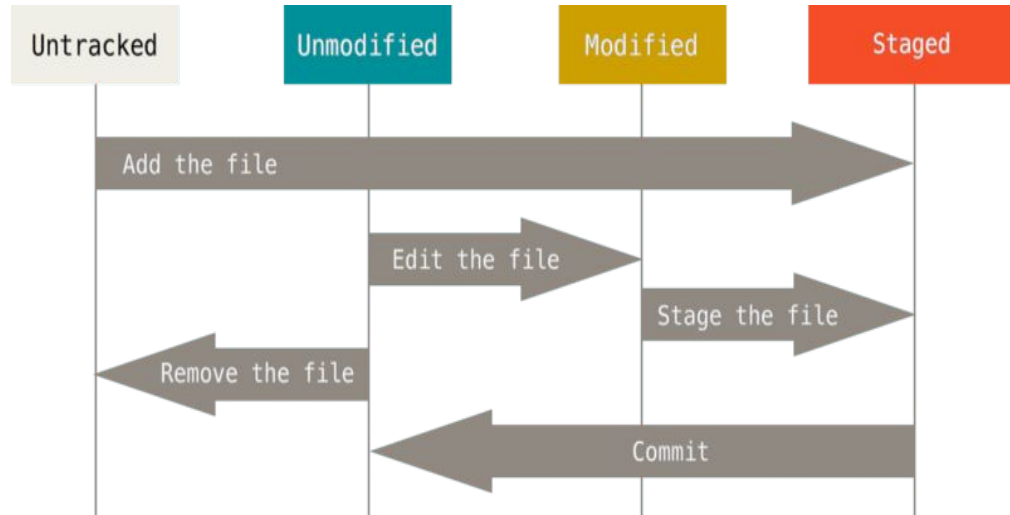 Untracked
Unmodified
Modified
Staged
Add the file
Edit the file
Stage the file
Remove the file
Commit